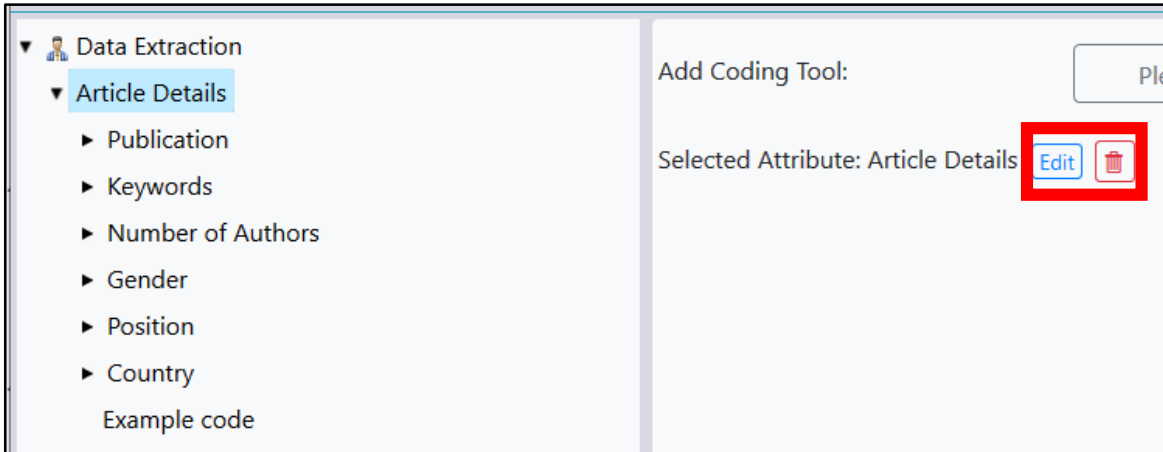 Data Extraction
Article Details
Publication
Keywords
Number of Authors
Gender
Position
Country
Example code
Add Coding Tool:
Selected Attribute: Article Details Edit